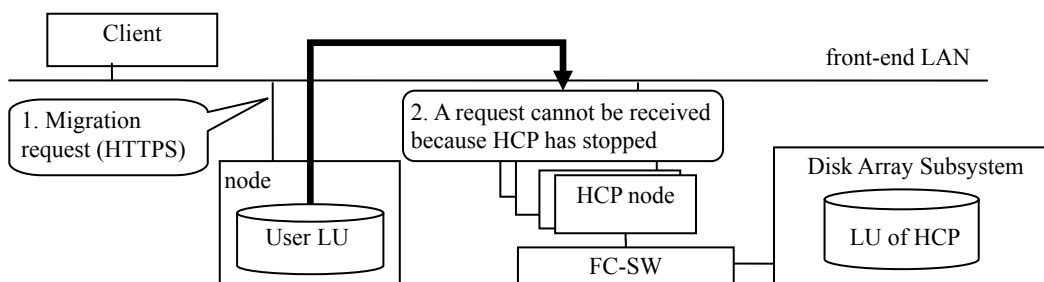 Client
front-end LAN
1. Migration
request (HTTPS)
2. A request cannot be received
because HCP has stopped
node
User LU
HCP node
FC-SW
Disk Array Subsystem
LU of HCP